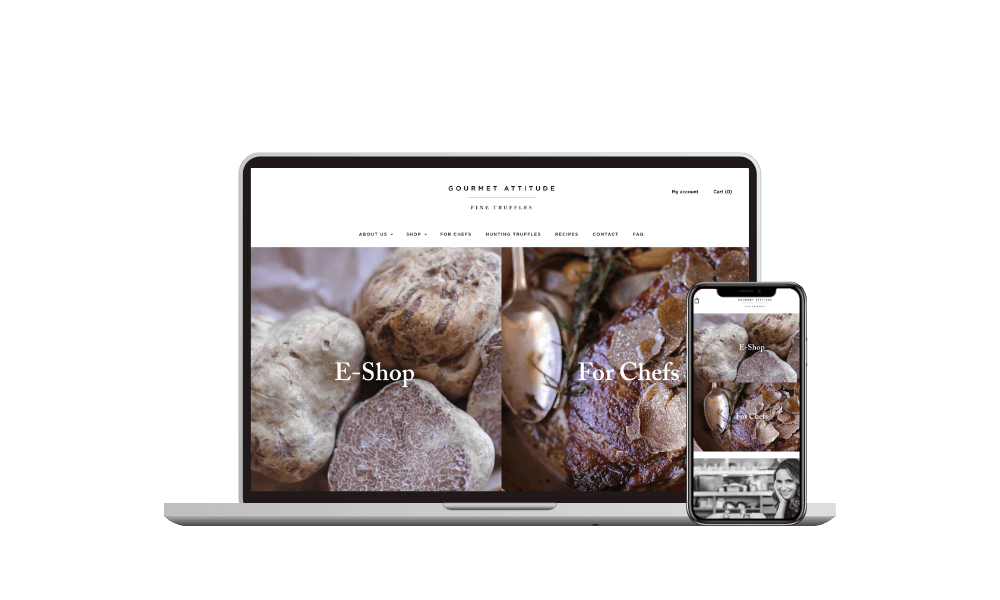 GOURMET ATTITUDE
FINE TRUFFLES
My account Cart (0)
ABOUT US SHOP FOR CHEFS HUNTING TRUFFLES RECIPES CONTACT FAQ
E-Shop For Chefs
GOURMET ATTITUDE
E-Shop
For Chefs